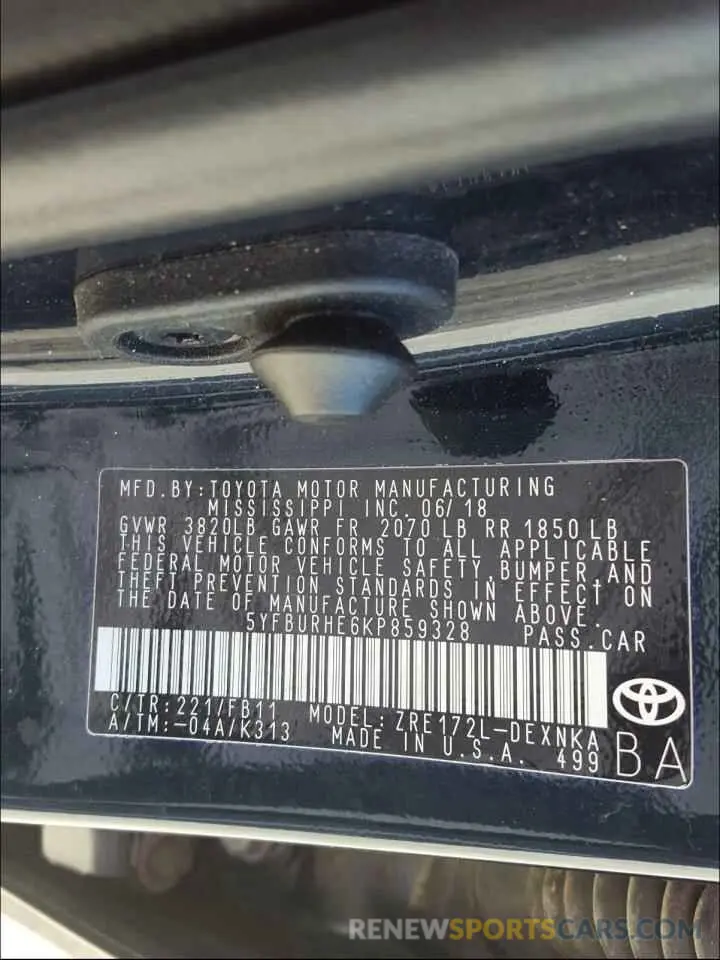 MFD.BY:TOYOTA MOTOR MANUFACTURING
MISSISSIPPI INC. 06/18
GVWR 3820LB GAWR FR 2070 LB RR 1850 LB
THIS VEHICLE CONFORMS TO ALL APPLICABLE
FEDERAL MOTOR VEHICLE SAFETY,BUMPER,AND
THEFT PREVENTION STANDARDS IN EFFECT ON
THE DATE OF MANUFACTURE SHOWN ABOVE.
5YFBURHE6KP859328 PASS.CAR
C/TR:221/FB11 MODEL:ZRE172L-DEXNKA
A/TM:-04A/K313 MADE IN U.S.A. 499
BA
RENEWSPORTSCARS.COM